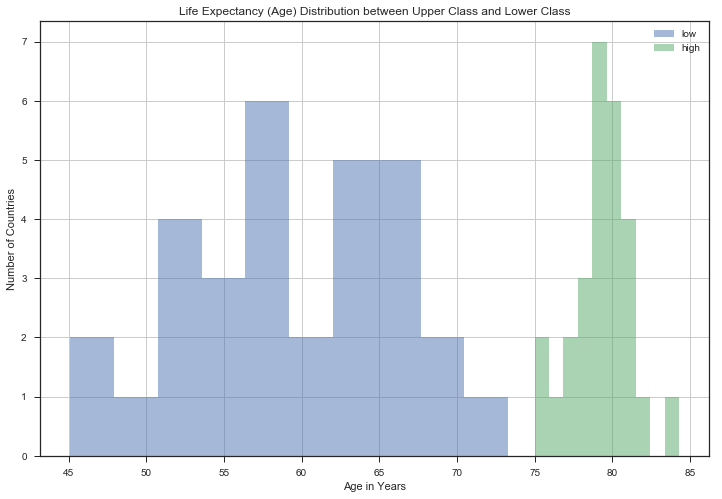 Life Expectancy (Age) Distribution between Upper Class and Lower Class
low
high
Number of Countries
7
6
5
4
3
2
1
0
45 50 55 60 65 70 75 80 85
Age in Years